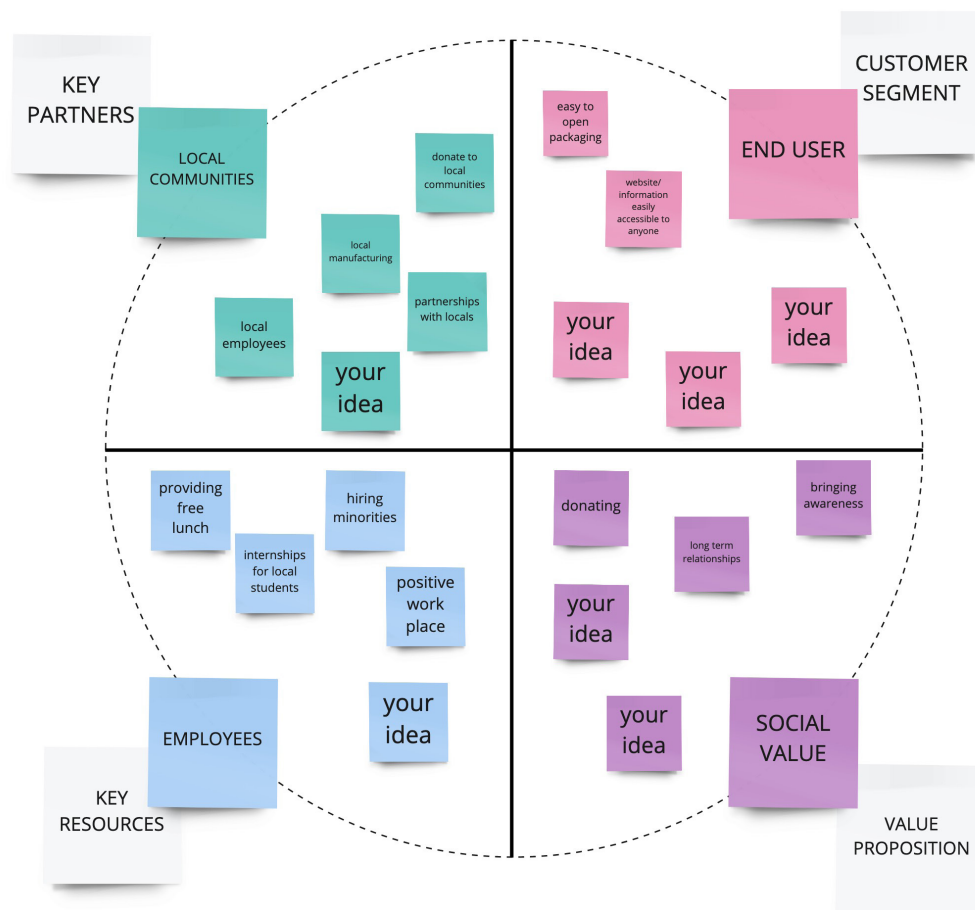 KEY
PARTNERS
LOCAL
COMMUNITIES
donate to
local
communities
local
manufacturing
partnerships
with locals
local
employees
your
idea
CUSTOMER
SEGMENT
END USER
easy to
open
packaging
website/
information
easily
accessible to
anyone
your
idea
your
idea
your
idea
providing
free
lunch
hiring
minorities
internships
for local
students
positive
work
place
your
idea
EMPLOYEES
KEY
RESOURCES
donating
bringing
awareness
long term
relationships
your
idea
your
idea
SOCIAL
VALUE
VALUE
PROPOSITION